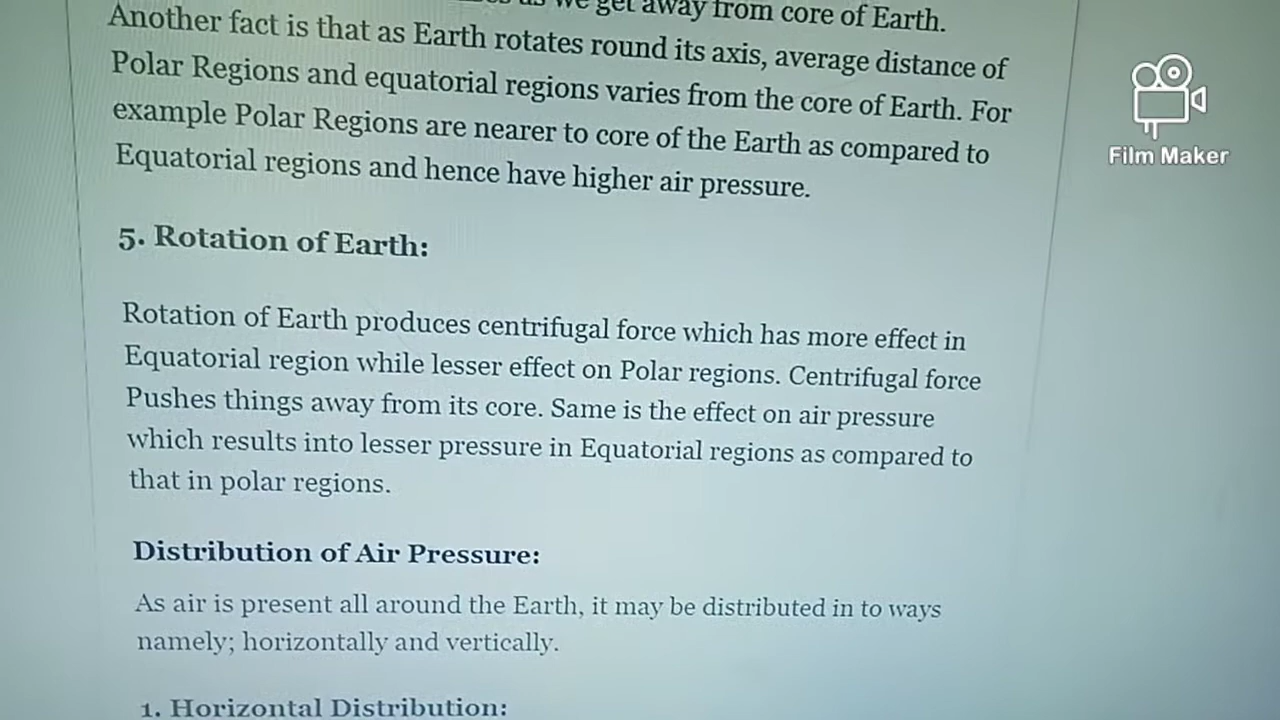 we get away from core of Earth.
Another fact is that as Earth rotates round its axis, average distance of
Polar Regions and equatorial regions varies from the core of Earth. For
example Polar Regions are nearer to core of the Earth as compared to
Equatorial regions and hence have higher air pressure.
5. Rotation of Earth:
Rotation of Earth produces centrifugal force which has more effect in
Equatorial region while lesser effect on Polar regions. Centrifugal force
Pushes things away from its core. Same is the effect on air pressure
which results into lesser pressure in Equatorial regions as compared to
that in polar regions.
Distribution of Air Pressure:
As air is present all around the Earth, it may be distributed in to ways
namely; horizontally and vertically.
1. Horizontal Distribution:
Film Maker